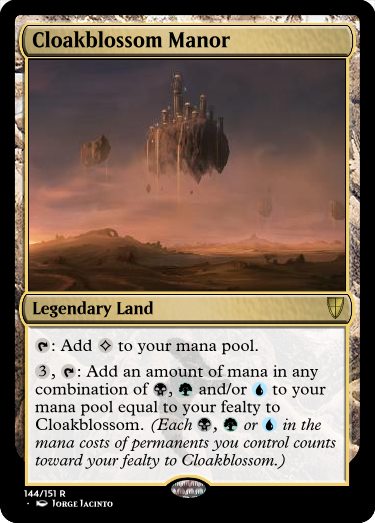 Cloakblossom Manor
Legendary Land
: Add to your mana pool.
3, : Add an amount of mana in any
combination of , and/or to your
mana pool equal to your fealty to
Cloakblossom. (Each , or in the
mana costs of permanents you control counts
toward your fealty to Cloakblossom.)
144/151 R
· Jorge Jacinto